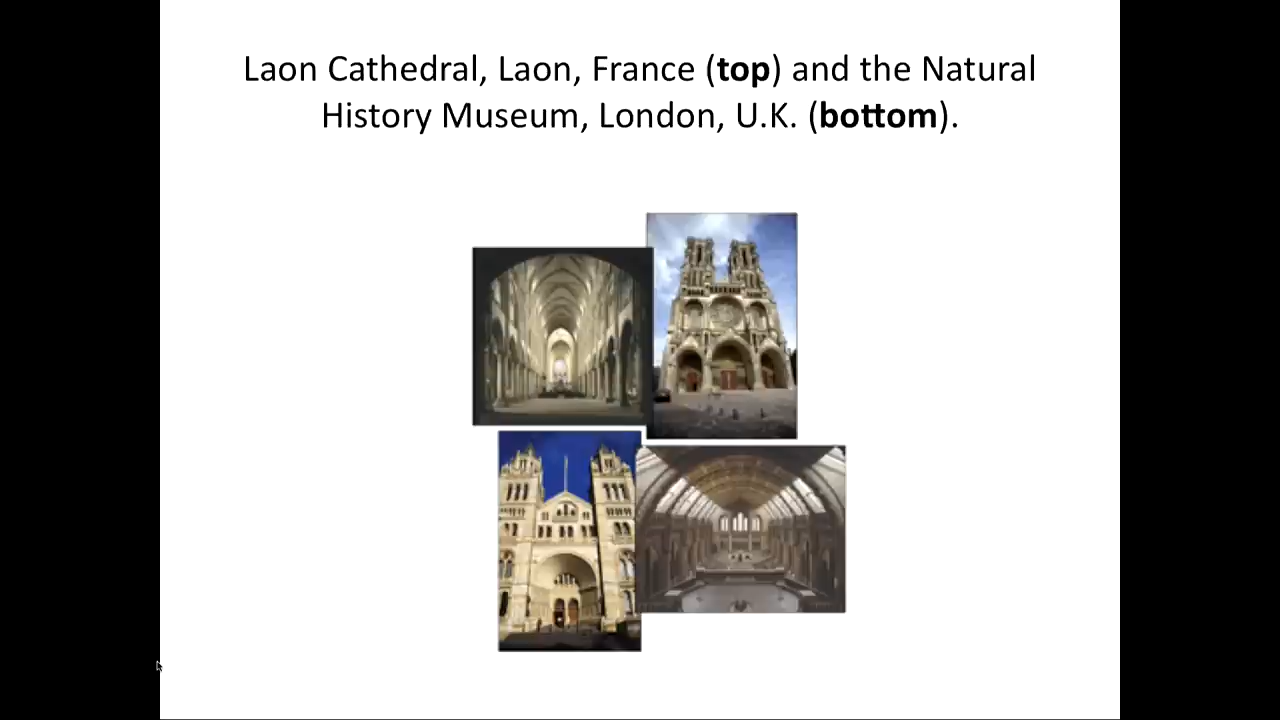 Laon Cathedral, Laon, France (top) and the Natural
History Museum, London, U.K. (bottom).